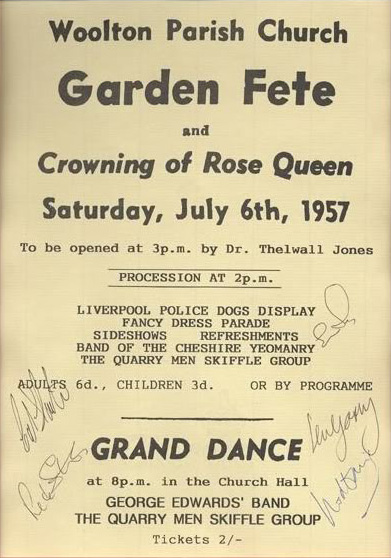 Woolton Parish Church
Garden Fete
and
Crowning of Rose Queen
Saturday, July 6th, 1957
To be opened at 3p.m. by Dr. Thelwall Jones
PROCESSION AT 2p.m.
LIVERPOOL POLICE DOGS DISPLAY
FANCY DRESS PARADE
SIDESHOWS REFRESHMENTS
BAND OF THE CHESHIRE YEOMANRY
THE QUARRY MEN SKIFFLE GROUP
ADULTS 6d., CHILDREN 3d. OR BY PROGRAMME
GRAND DANCE
at 8p.m. in the Church Hall
GEORGE EDWARDS' BAND
THE QUARRY MEN SKIFFLE GROUP
Tickets 2/-